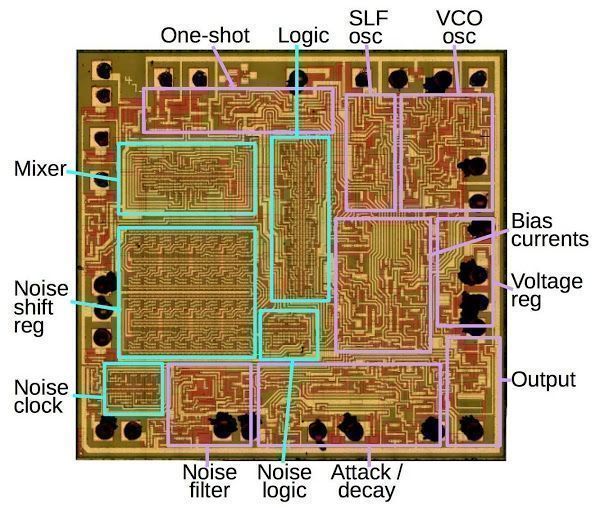 SLF
osc
VCO
osc
One-shot
Logic
Mixer
Bias
currents
Noise
shift
reg
Voltage
reg
Noise
clock
Output
Noise
filter
Noise
logic
Attack /
decay